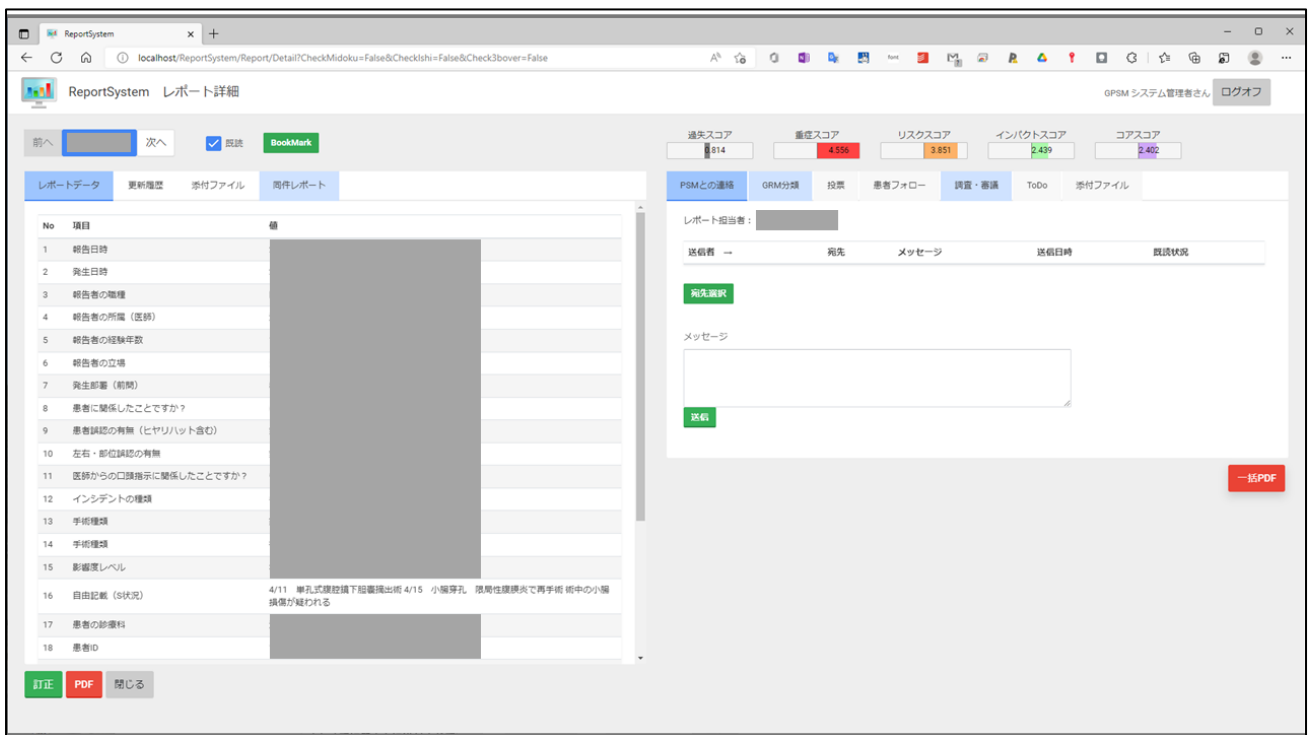 ReportSystem
localhost/ReportSystem/Report/Detail?CheckMidoku=False&CheckIshi=False&Check3bover=False
ReportSystem レポート詳細
GPSM システム管理者さん ログオフ
前へ 次へ 既読 BookMark
過失スコア 重症スコア リスクスコア インパクトスコア コアスコア
0.814 4.556 3.851 2.439 2.402
レポートデータ 更新履歴 添付ファイル 同件レポート
PSMとの連絡 GRM分類 投票 患者フォロー 調査・審議 ToDo 添付ファイル
No 項目 値
1 報告日時
2 発生日時
3 報告者の職種
4 報告者の所属（医師）
5 報告者の経験年数
6 報告者の立場
7 発生部署（前問）
8 患者に関係したことですか？
9 患者誤認の有無（ヒヤリハット含む）
10 左右・部位誤認の有無
11 医師からの口頭指示に関係したことですか？
12 インシデントの種類
13 手術種類
14 手術種類
15 影響度レベル
16 自由記載（S状況） 4/11 単孔式腹腔鏡下胆嚢摘出術 4/15 小腸穿孔 限局性腹膜炎で再手術 術中の小腸
損傷が疑われる
17 患者の診療科
18 患者ID
訂正 PDF 閉じる
レポート担当者：
送信者 → 宛先 メッセージ 送信日時 既読状況
宛先選択
メッセージ
送信
一括PDF